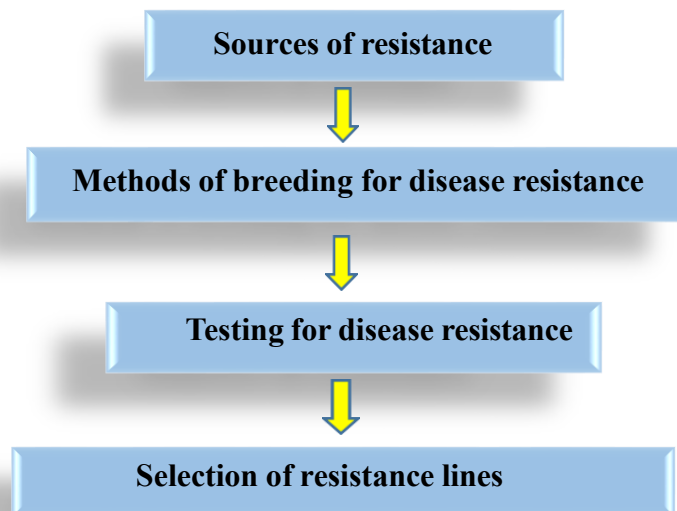 Sources of resistance
Methods of breeding for disease resistance
Testing for disease resistance
Selection of resistance lines